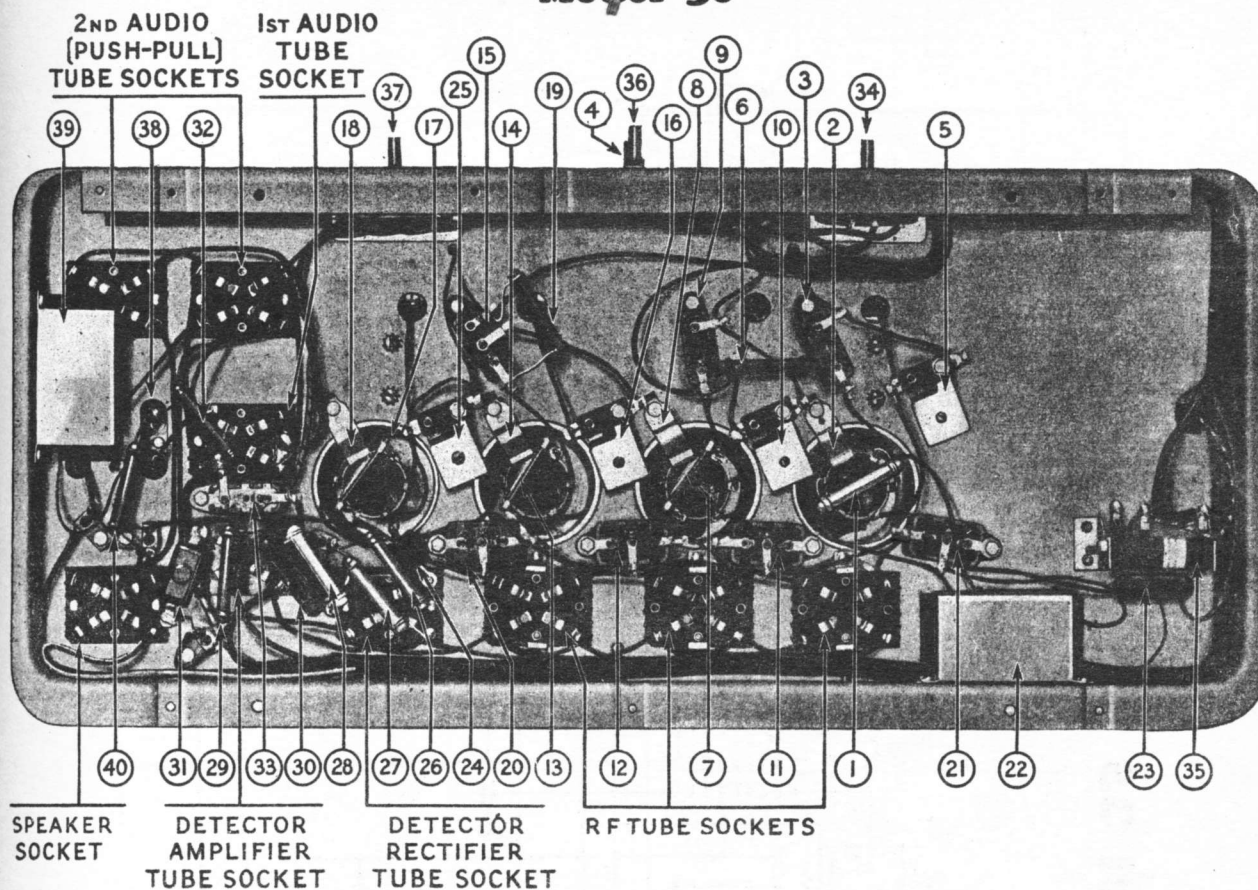 2ND AUDIO
(PUSH-PULL)
TUBE SOCKETS
1ST AUDIO
TUBE
SOCKET
39
38
32
18
37
17
25
15
14
19
4
36
16
8
9
6
10
3
2
34
5
40
31
29
33
30
28
27
26
24
20
13
12
7
11
1
21
22
23
35
SPEAKER
SOCKET
DETECTOR
AMPLIFIER
TUBE SOCKET
DETECTOR
RECTIFIER
TUBE SOCKET
R F TUBE SOCKETS